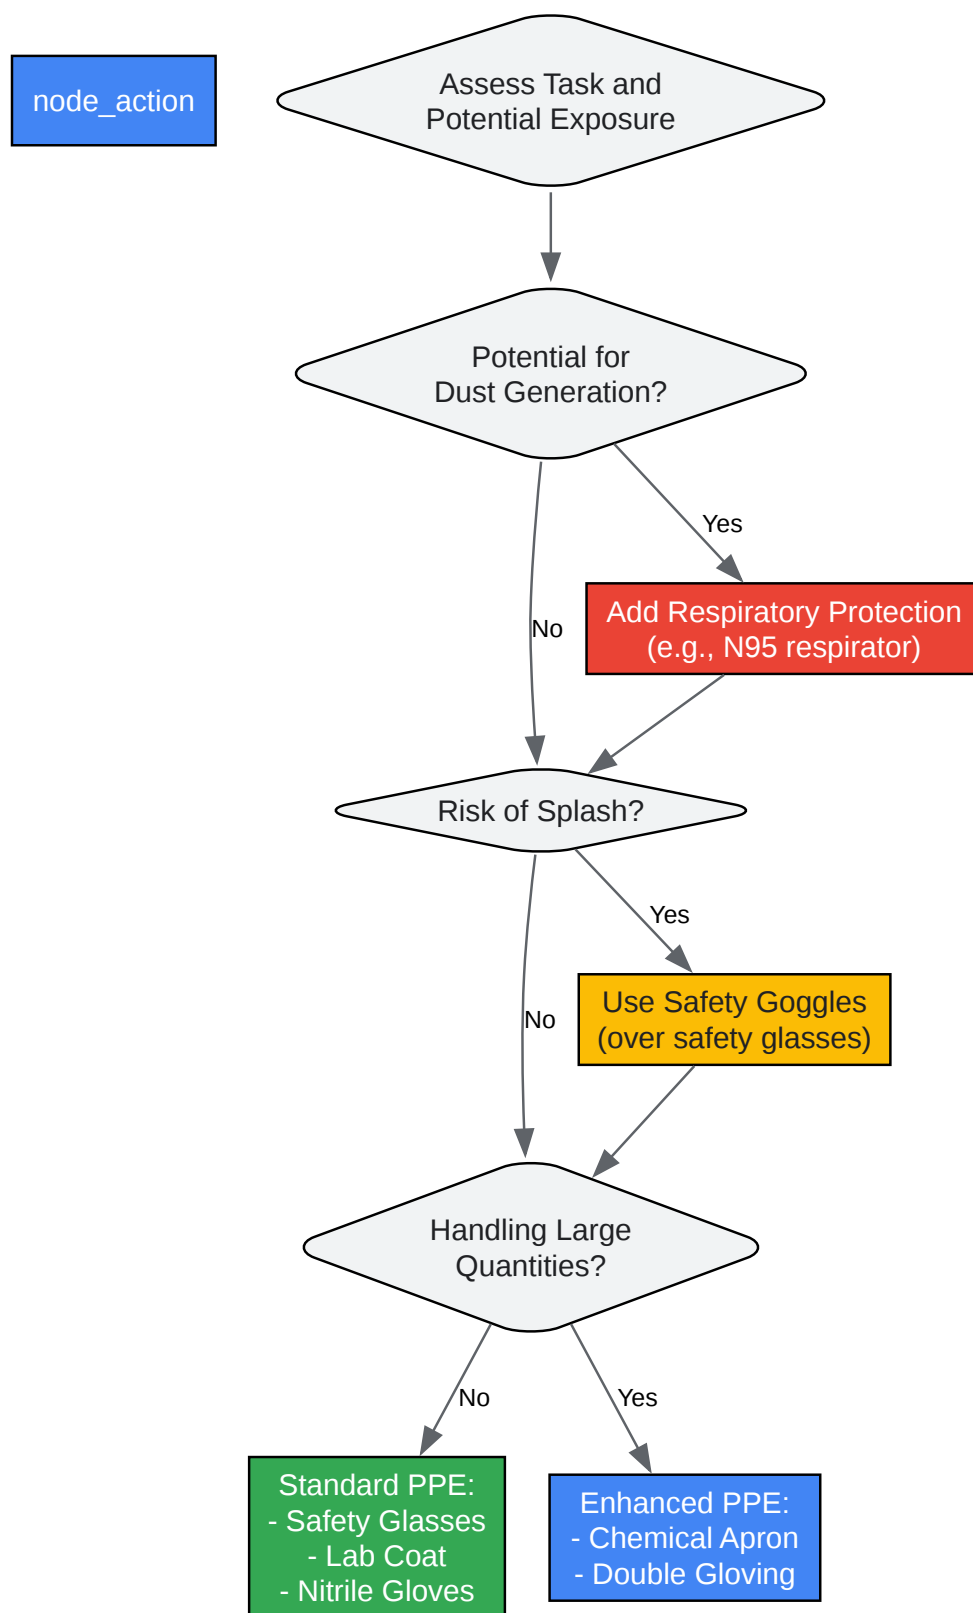 node_action
Assess Task and
Potential Exposure
Potential for
Dust Generation?
Yes
No
Add Respiratory Protection
(e.g., N95 respirator)
Risk of Splash?
Yes
No
Use Safety Goggles
(over safety glasses)
Handling Large
Quantities?
No
Yes
Standard PPE:
- Safety Glasses
- Lab Coat
- Nitrile Gloves
Enhanced PPE:
- Chemical Apron
- Double Gloving